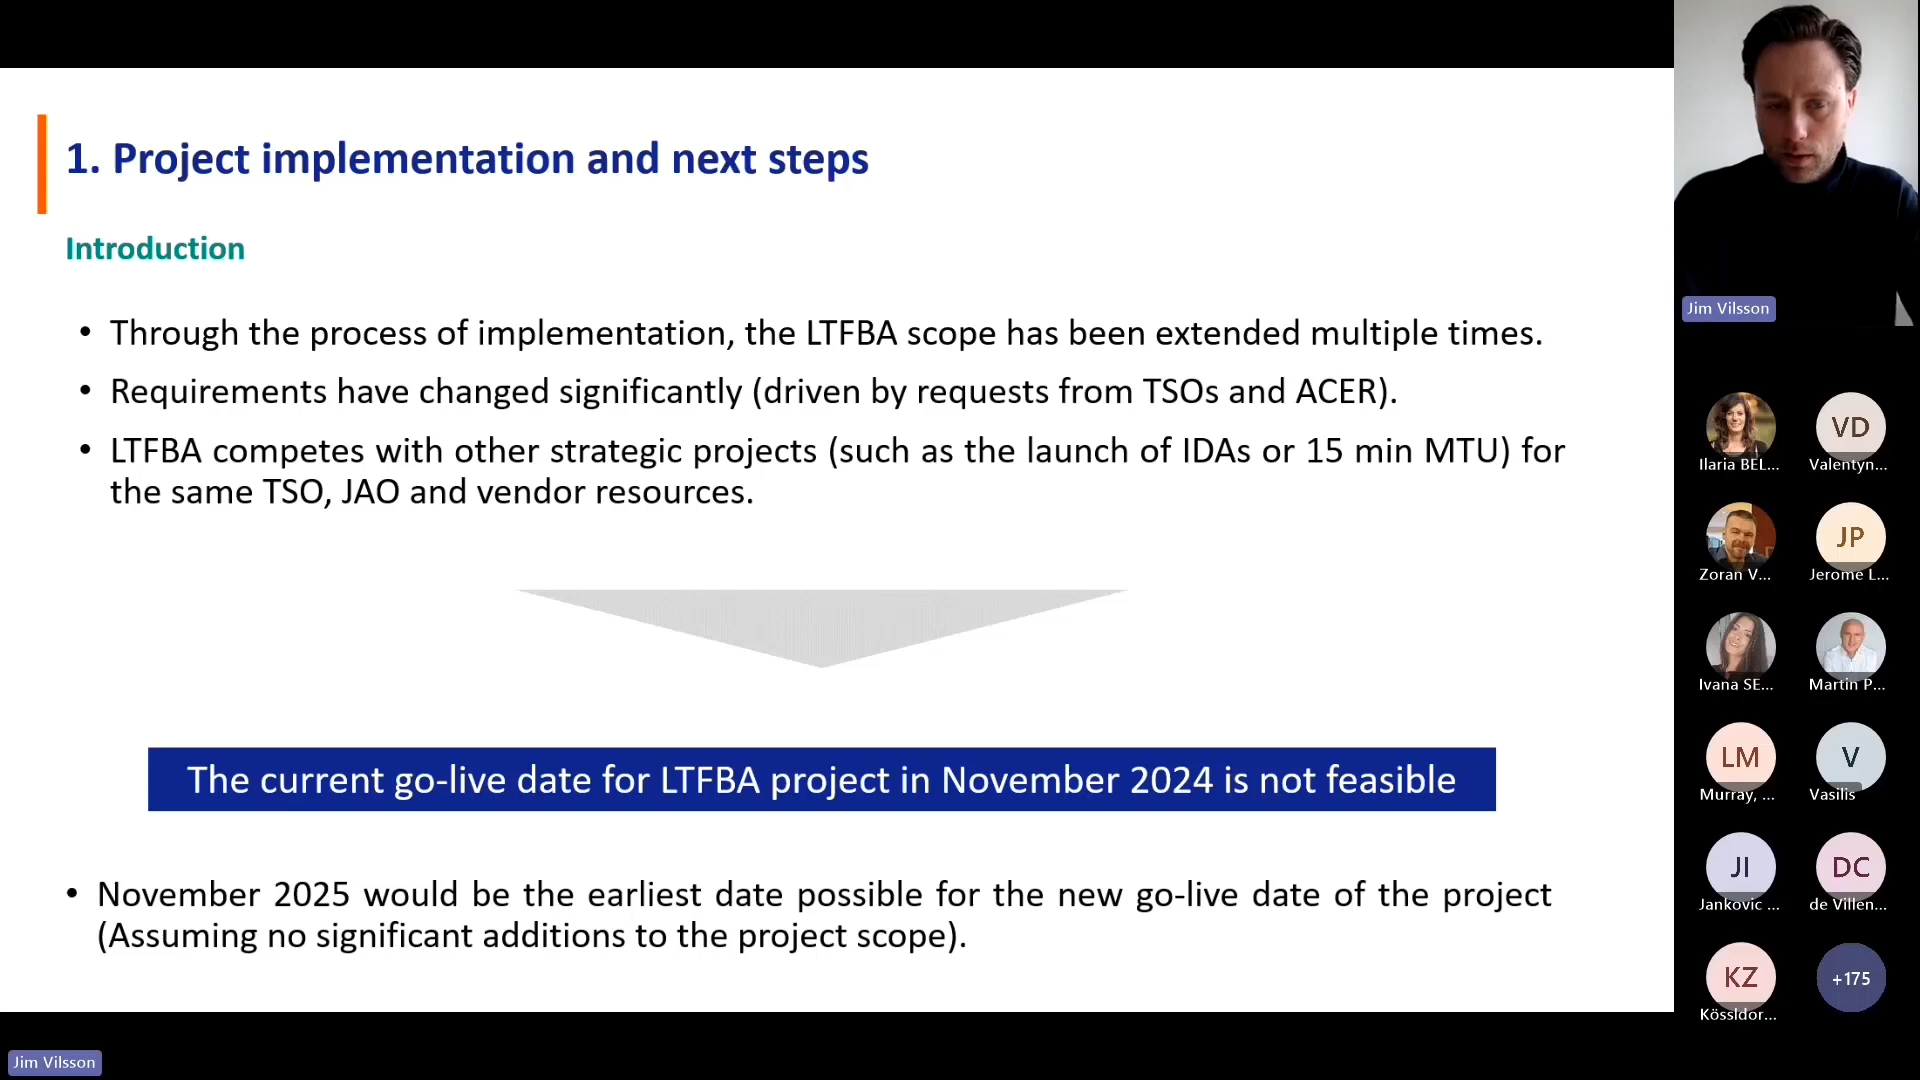 1. Project implementation and next steps
Introduction
• Through the process of implementation, the LTFBA scope has been extended multiple times.
• Requirements have changed significantly (driven by requests from TSOs and ACER).
• LTFBA competes with other strategic projects (such as the launch of IDAs or 15 min MTU) for
the same TSO, JAO and vendor resources.
The current go-live date for LTFBA project in November 2024 is not feasible
• November 2025 would be the earliest date possible for the new go-live date of the project
(Assuming no significant additions to the project scope).
Jim Vilsson
Jim Vilsson
Ilaria BEL...
VD
Valentyn...
Zoran V...
JP
Jerome L...
Ivana SE...
Martin P...
LM
Murray, ...
V
Vasilis
JI
Jankovic ...
DC
de Villen...
KZ
Kössldor...
+175